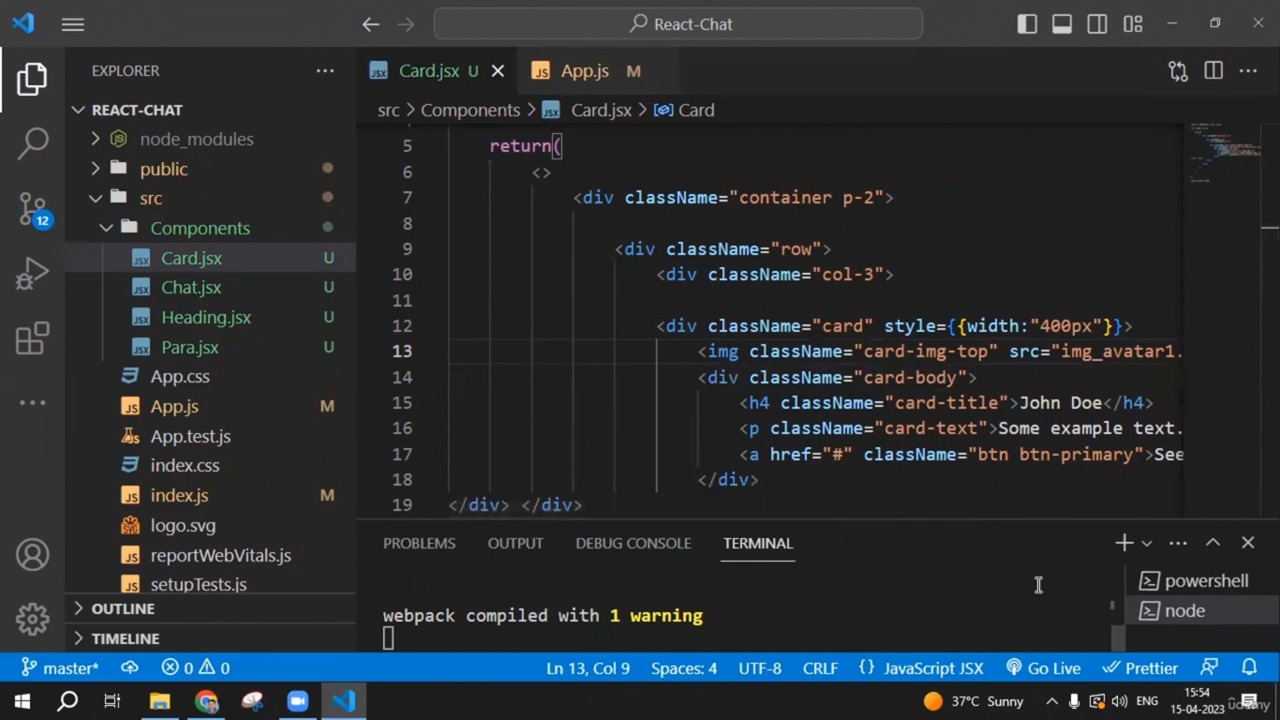 React-Chat
EXPLORER
Card.jsx U
App.js M
REACT-CHAT
src > Components > Card.jsx > Card
node_modules
public
src
Components
Card.jsx U
Chat.jsx U
Heading.jsx U
Para.jsx U
App.css
App.js M
App.test.js
index.css
index.js M
logo.svg
reportWebVitals.js
setupTests.js
OUTLINE
TIMELINE
12
5 return(
6 <>
7 <div className="container p-2">
8
9 <div className="row">
10 <div className="col-3">
11
12 <div className="card" style={{width:"400px"}}>
13 <img className="card-img-top" src="img_avatar1.
14 <div className="card-body">
15 <h4 className="card-title">John Doe</h4>
16 <p className="card-text">Some example text.
17 <a href="#" className="btn btn-primary">See
18 </div>
19 </div> </div>
PROBLEMS OUTPUT DEBUG CONSOLE TERMINAL
powershell
node
webpack compiled with 1 warning
master* 0 0 Ln 13, Col 9 Spaces: 4 UTF-8 CRLF {} JavaScript JSX Go Live Prettier
37°C Sunny ENG 15:54
15-04-2023
udemy